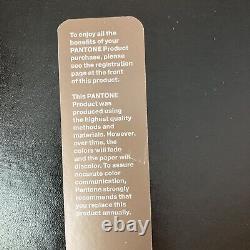 To enjoy all the
benefits of your
PANTONE Product
purchase, please
see the registration
page at the front
of this product.
This PANTONE
Product was
produced using
the highest quality
methods and
materials. However,
over time, the
colors will fade
and the paper will
discolor. To assure
accurate color
communication,
Pantone strongly
recommends that
you replace this
product annually.